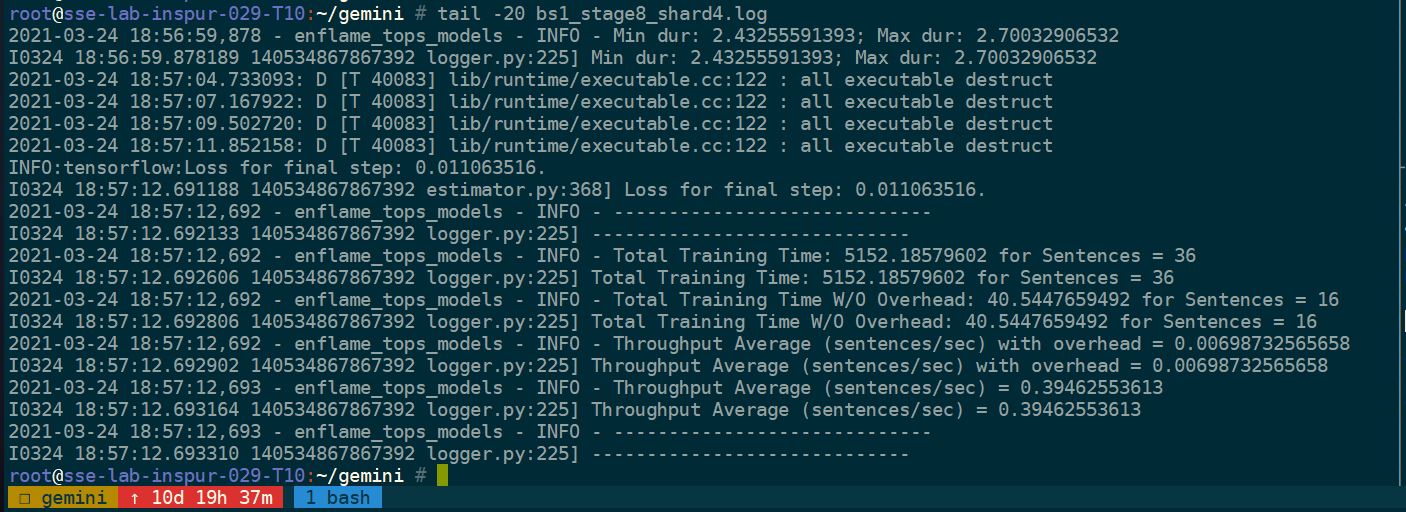 root@sse-lab-inspur-029-T10:~/gemini # tail -20 bs1_stage8_shard4.log
2021-03-24 18:56:59,878 - enflame_tops_models - INFO - Min dur: 2.43255591393; Max dur: 2.70032906532
I0324 18:56:59.878189 140534867867392 logger.py:225] Min dur: 2.43255591393; Max dur: 2.70032906532
2021-03-24 18:57:04.733093: D [T 40083] lib/runtime/executable.cc:122 : all executable destruct
2021-03-24 18:57:07.167922: D [T 40083] lib/runtime/executable.cc:122 : all executable destruct
2021-03-24 18:57:09.502720: D [T 40083] lib/runtime/executable.cc:122 : all executable destruct
2021-03-24 18:57:11.852158: D [T 40083] lib/runtime/executable.cc:122 : all executable destruct
INFO:tensorflow:Loss for final step: 0.011063516.
I0324 18:57:12.691188 140534867867392 estimator.py:368] Loss for final step: 0.011063516.
2021-03-24 18:57:12,692 - enflame_tops_models - INFO - -----------------------------
I0324 18:57:12.692133 140534867867392 logger.py:225] -----------------------------
2021-03-24 18:57:12,692 - enflame_tops_models - INFO - Total Training Time: 5152.18579602 for Sentences = 36
I0324 18:57:12.692606 140534867867392 logger.py:225] Total Training Time: 5152.18579602 for Sentences = 36
2021-03-24 18:57:12,692 - enflame_tops_models - INFO - Total Training Time W/O Overhead: 40.5447659492 for Sentences = 16
I0324 18:57:12.692806 140534867867392 logger.py:225] Total Training Time W/O Overhead: 40.5447659492 for Sentences = 16
2021-03-24 18:57:12,692 - enflame_tops_models - INFO - Throughput Average (sentences/sec) with overhead = 0.00698732565658
I0324 18:57:12.692902 140534867867392 logger.py:225] Throughput Average (sentences/sec) with overhead = 0.00698732565658
2021-03-24 18:57:12,693 - enflame_tops_models - INFO - Throughput Average (sentences/sec) = 0.39462553613
I0324 18:57:12.693164 140534867867392 logger.py:225] Throughput Average (sentences/sec) = 0.39462553613
2021-03-24 18:57:12,693 - enflame_tops_models - INFO - -----------------------------
I0324 18:57:12.693310 140534867867392 logger.py:225] -----------------------------
root@sse-lab-inspur-029-T10:~/gemini #
❐ gemini ↑ 10d 19h 37m 1 bash